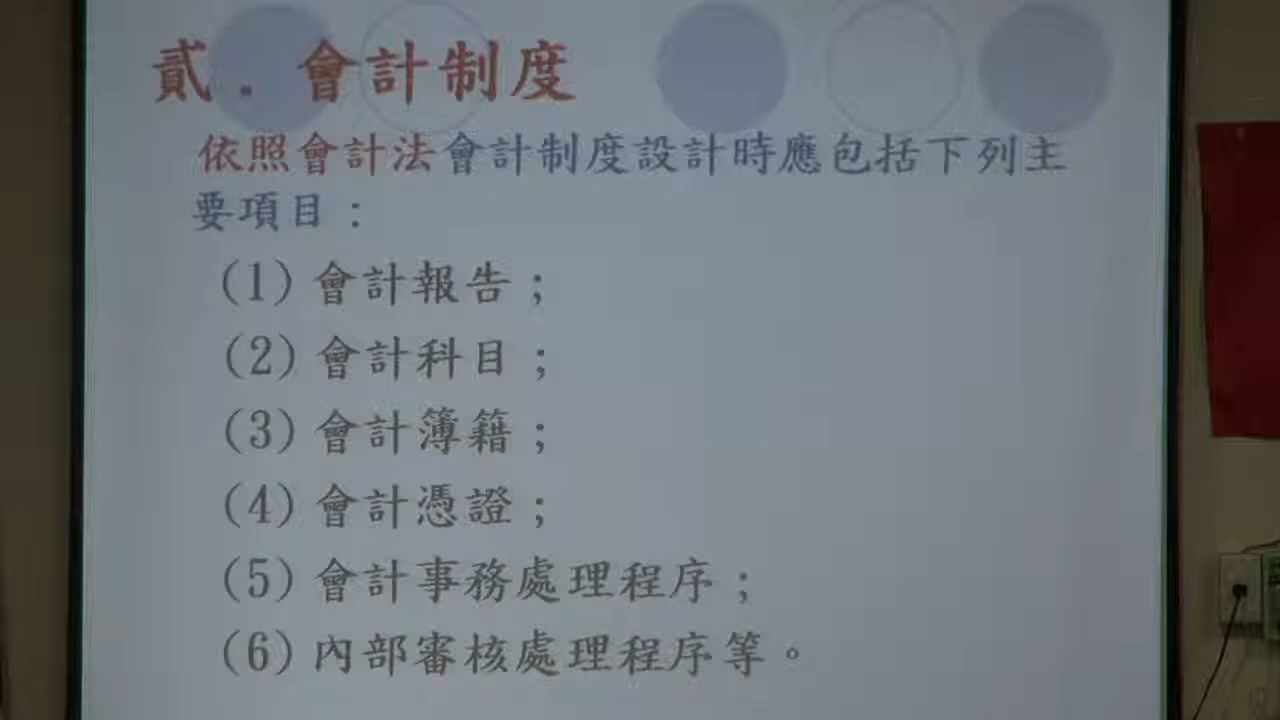 貳．會計制度
依照會計法會計制度設計時應包括下列主
要項目：
(1)會計報告；
(2)會計科目；
(3)會計簿籍；
(4)會計憑證；
(5)會計事務處理程序；
(6)內部審核處理程序等。